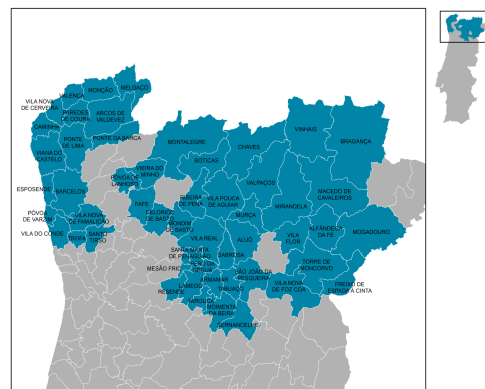 MELGAÇO
MONÇÃO
VALENÇA
VILA NOVA
DE CERVEIRA
PAREDES
DE COURA
ARCOS DE
VALDEVEZ
CAMINHA
PONTE
DE LIMA
PONTE DA BARCA
VIANA DO
CASTELO
ESPOSENDE
BARCELOS
PÓVOA
DE VARZIM
VILA DO CONDE
VILA NOVA
DE FAMALICÃO
TROFA
SANTO
TIRSO
PÓVOA DE
LANHOSO
VIEIRA DO
MINHO
FAFE
CELORICO
DE BASTO
MONDIM
DE BASTO
MONTALEGRE
BOTICAS
CHAVES
VINHAIS
BRAGANÇA
VALPAÇOS
RIBEIRA
DE PENA
VILA POUCA
DE AGUIAR
MURÇA
MIRANDELA
MACEDO DE
CAVALEIROS
VILA REAL
ALIJÓ
VILA
FLOR
ALFÂNDEGA
DA FÉ
MOGADOURO
SANTA MARTA
DE PENAGUIÃO
SABROSA
MESÃO FRIO
PESO DA
RÉGUA
TORRE DE
MONCORVO
SÃO JOÃO DA
PESQUEIRA
FREIXO DE
ESPADA À CINTA
VILA NOVA
DE FOZ CÔA
RESENDE
LAMEGO
ARMAMAR
TABUAÇO
TAROUCA
MOIMENTA
DA BEIRA
SERNANCELHE